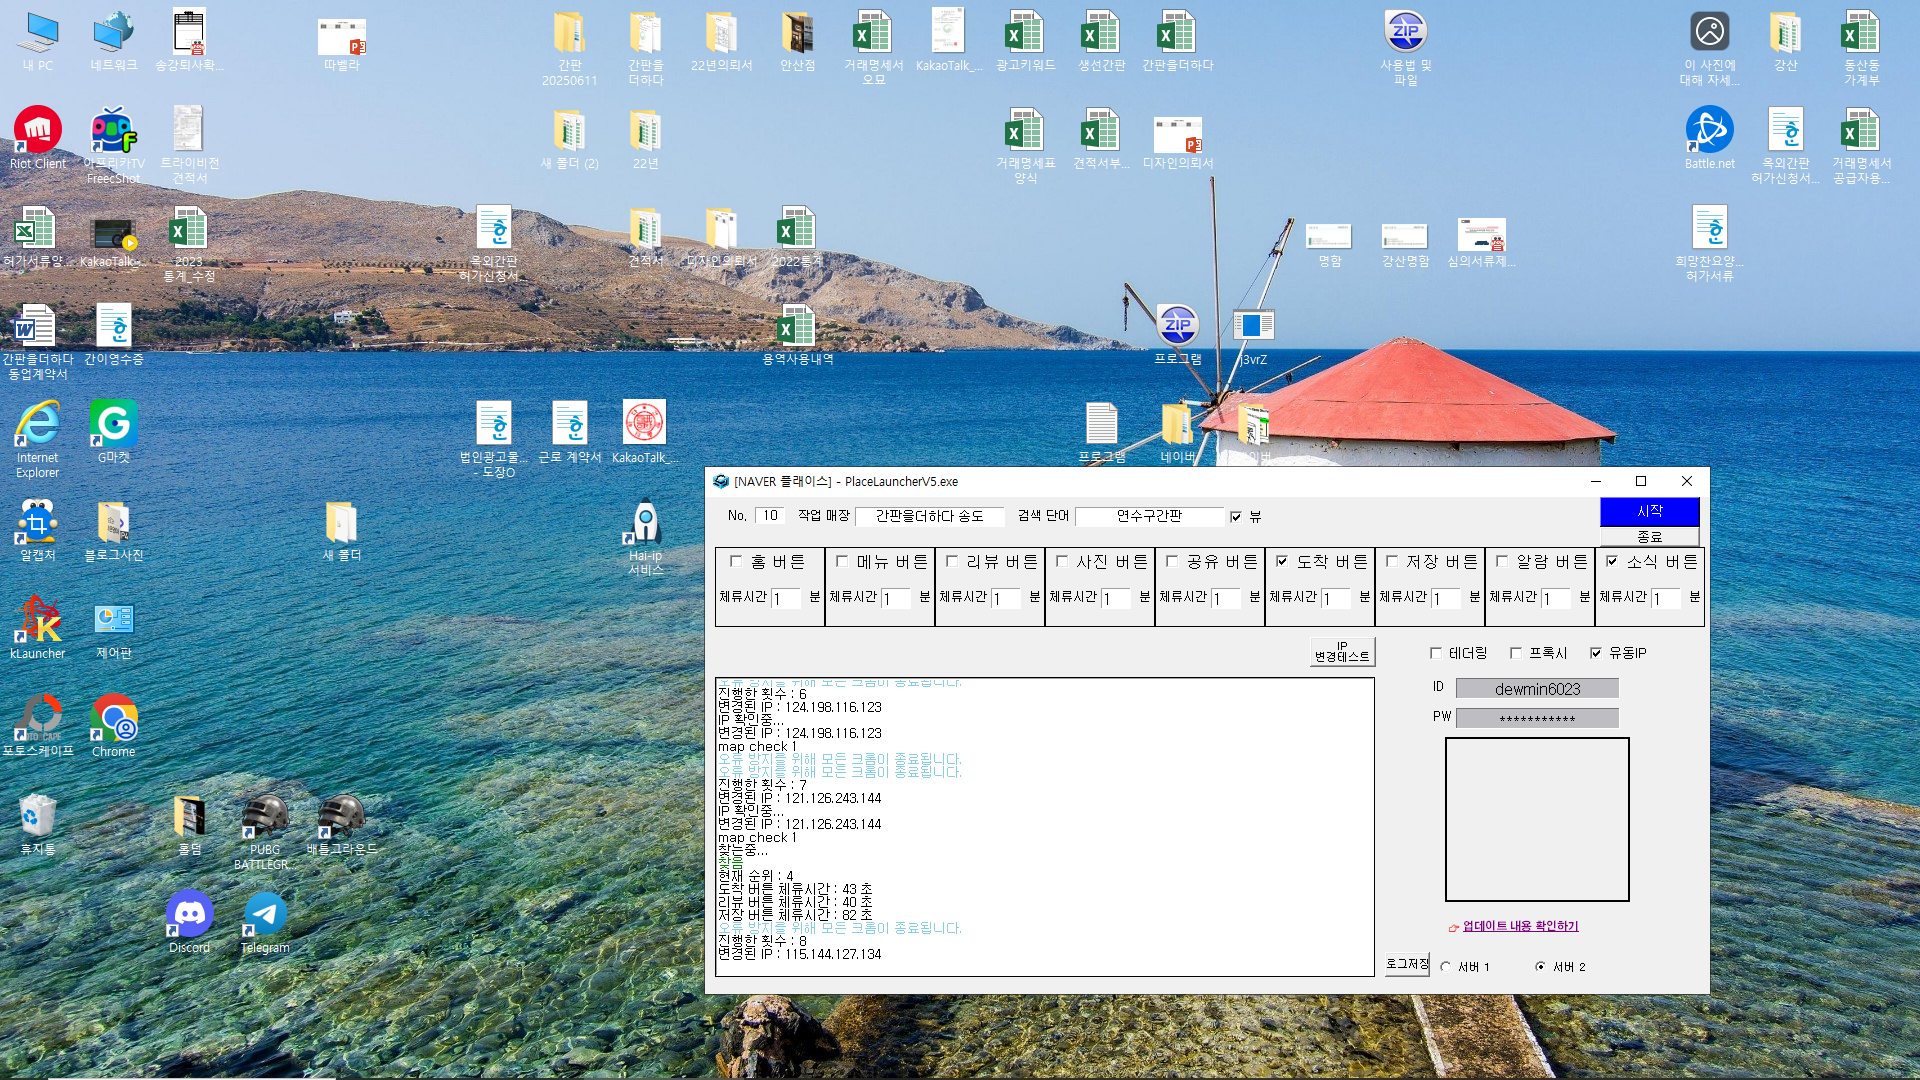 내 PC
네트워크
송강퇴사확...
따벨라
간판
20250611
간판을
더하다
22년의뢰서
안산점
거래명세서
오묘
KakaoTalk_...
광고키워드
생선간판
간판을더하다
사용법 및
파일
이 사진에
대해 자세...
강산
동산동
가계부
Riot Client
아프리카TV
FreecShot
트라이비전
견적서
새 폴더 (2)
22년
거래명세표
양식
견적서부...
디자인의뢰서
Battle.net
옥외간판
허가신청서...
거래명세서
공급자용...
허가서류양...
KakaoTalk_...
2023
통계_수정
옥외간판
허가신청서...
견적서
디자인의뢰서
2022통계
명함
강산명함
심의서류제...
희망찬요양...
허가서류
간판을더하다
동업계약서
간이영수증
용역사용내역
프로그램
j3vrZ
Internet
Explorer
G마켓
법인광고물...
- 도장O
근로 계약서
KakaoTalk_...
프로그램
네이버
알캡처
블로그사진
새 폴더
Hai-ip
서비스
kLauncher
제어판
포토스케이프
Chrome
휴지통
홀덤
PUBG
BATTLEGR...
배틀그라운드
Discord
Telegram
[NAVER 플래이스] - PlaceLauncherV5.exe
No. 10 작업 매장 간판을더하다 송도 검색 단어 연수구간판 뷰
시작
종료
홈 버튼 메뉴 버튼 리뷰 버튼 사진 버튼 공유 버튼 도착 버튼 저장 버튼 알람 버튼 소식 버튼
체류시간 1 분 체류시간 1 분 체류시간 1 분 체류시간 1 분 체류시간 1 분 체류시간 1 분 체류시간 1 분 체류시간 1 분 체류시간 1 분
IP
변경테스트
테더링 프록시 유동IP
ID dewmin6023
PW ***********
오류 방지를 위해 모든 크롬이 종료됩니다.
진행한 횟수 : 6
변경된 IP : 124.198.116.123
IP 확인중...
변경된 IP : 124.198.116.123
map check 1
오류 방지를 위해 모든 크롬이 종료됩니다.
오류 방지를 위해 모든 크롬이 종료됩니다.
진행한 횟수 : 7
변경된 IP : 121.126.243.144
IP 확인중...
변경된 IP : 121.126.243.144
map check 1
찾는중...
찾음
현재 순위 : 4
도착 버튼 체류시간 : 43 초
리뷰 버튼 체류시간 : 40 초
저장 버튼 체류시간 : 82 초
오류 방지를 위해 모든 크롬이 종료됩니다.
진행한 횟수 : 8
변경된 IP : 115.144.127.134
업데이트 내용 확인하기
로그저장 서버 1 서버 2